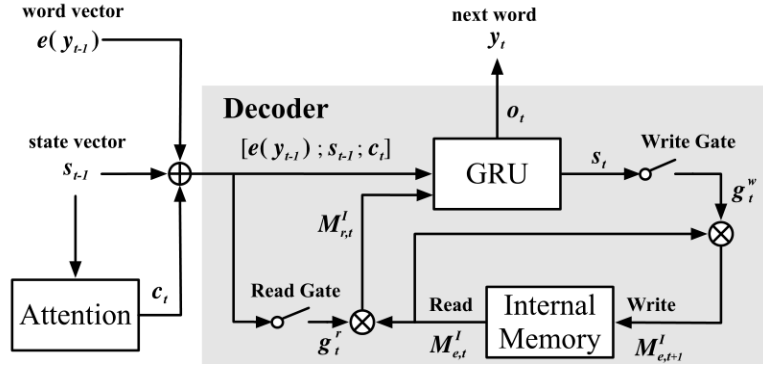 word vector
e(y_{t-1})
next word
y_t
Decoder
o_t
state vector
s_{t-1}
[e(y_{t-1}) ; s_{t-1} ; c_t]
GRU
s_t
Write Gate
g_t^w
M_{r,t}^I
Attention
c_t
Read Gate
g_t^r
Read
M_{e,t}^I
Internal
Memory
Write
M_{e,t+1}^I